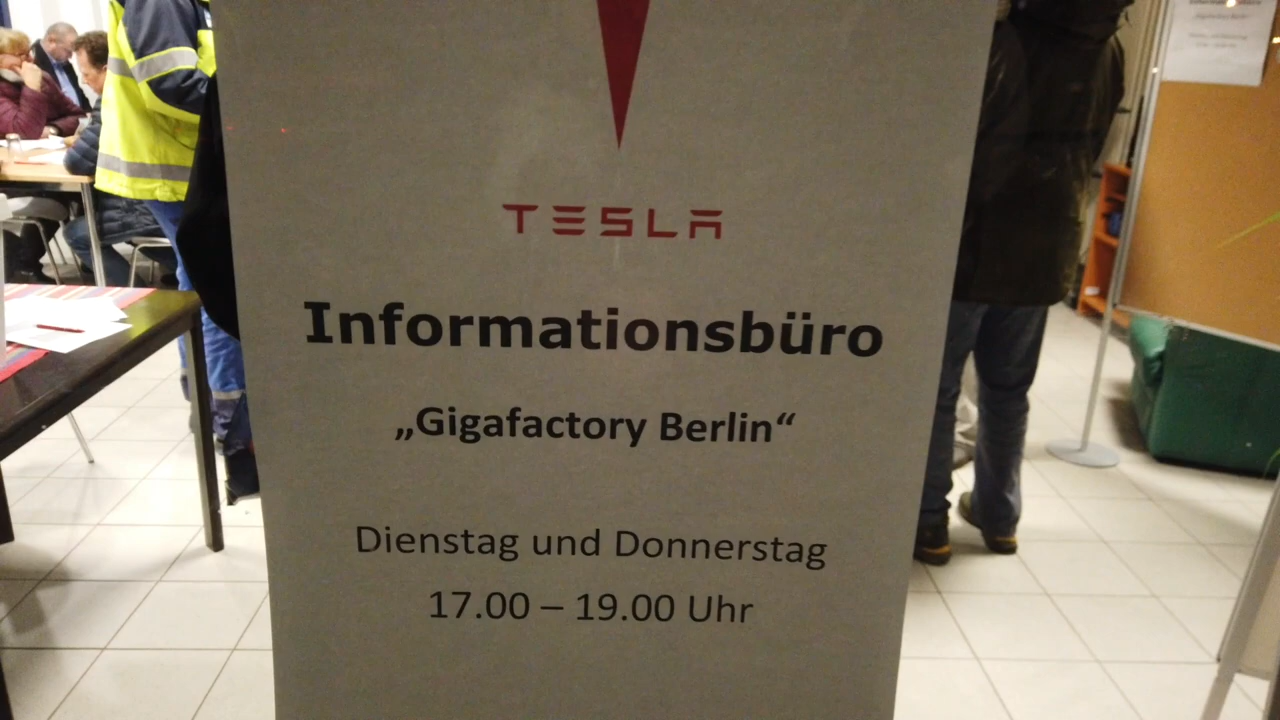 TESLA
Informationsbüro
„Gigafactory Berlin“
Dienstag und Donnerstag
17.00 – 19.00 Uhr